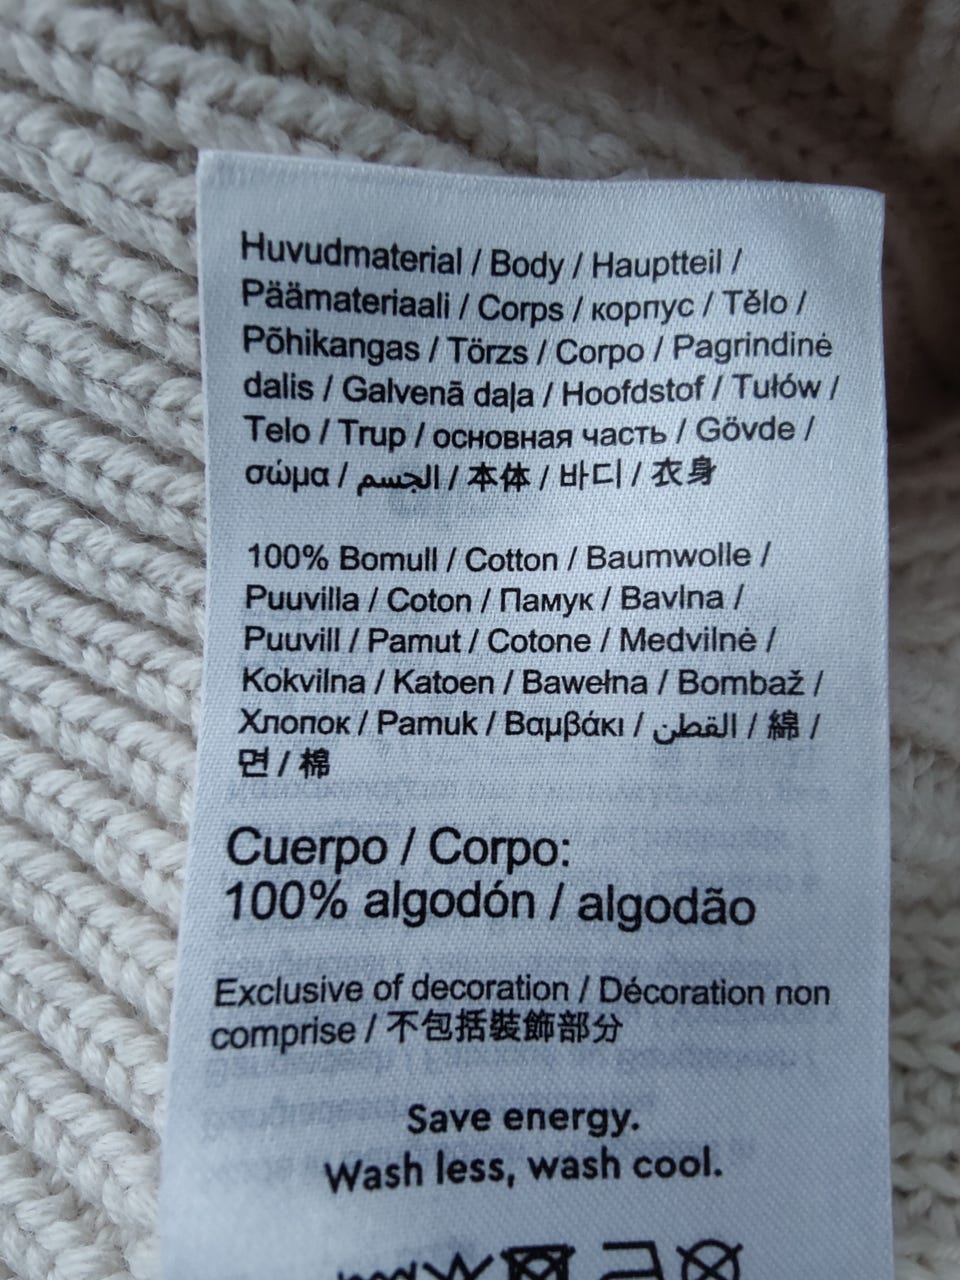 Huvudmaterial / Body / Hauptteil /
Päämateriaali / Corps / корпус / Tělo /
Põhikangas / Törzs / Corpo / Pagrindinė
dalis / Galvenā daļa / Hoofdstof / Tułów /
Telo / Trup / основная часть / Gövde /
σώμα / الجسم / 本体 / 바디 / 衣身
100% Bomull / Cotton / Baumwolle /
Puuvilla / Coton / Памук / Bavlna /
Puuvill / Pamut / Cotone / Medvilnė /
Kokvilna / Katoen / Bawełna / Bombaž /
Хлопок / Pamuk / Βαμβάκι / القطن / 綿 /
면 / 棉
Cuerpo / Corpo:
100% algodón / algodão
Exclusive of decoration / Décoration non
comprise / 不包括裝飾部分
Save energy.
Wash less, wash cool.